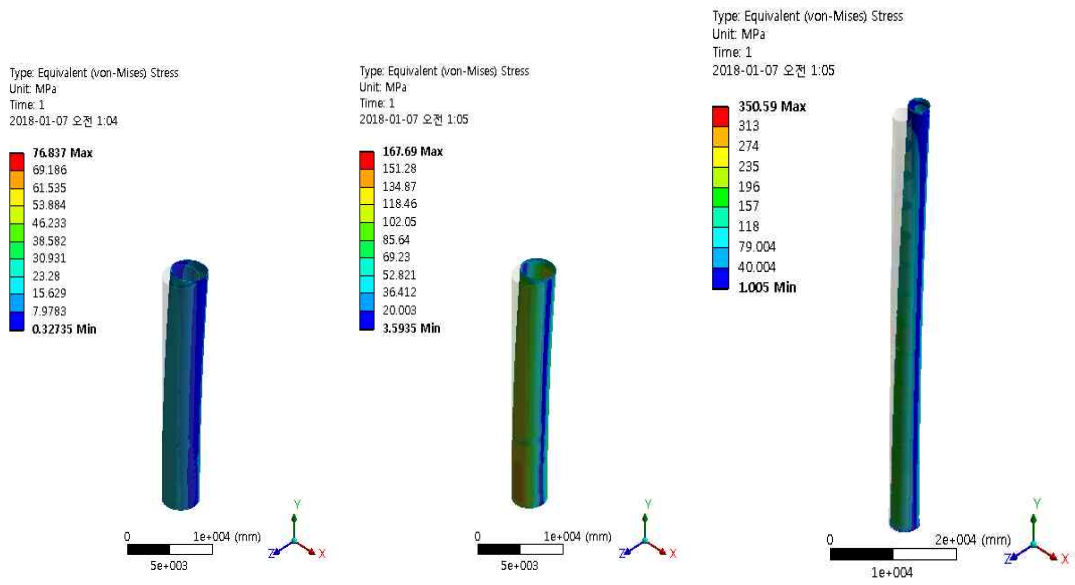 Type: Equivalent (von-Mises) Stress
Unit: MPa
Time: 1
2018-01-07 오전 1:04
76.837 Max
69.186
61.535
53.884
46.233
38.582
30.931
23.28
15.629
7.9783
0.32735 Min
0
1e+004 (mm)
5e+003
Y
Z
X
Type: Equivalent (von-Mises) Stress
Unit: MPa
Time: 1
2018-01-07 오전 1:05
167.69 Max
151.28
134.87
118.46
102.05
85.64
69.23
52.821
36.412
20.003
3.5935 Min
0
1e+004 (mm)
5e+003
Y
Z
X
Type: Equivalent (von-Mises) Stress
Unit: MPa
Time: 1
2018-01-07 오전 1:05
350.59 Max
313
274
235
196
157
118
79.004
40.004
1.005 Min
0
2e+004 (mm)
1e+004
Y
Z
X